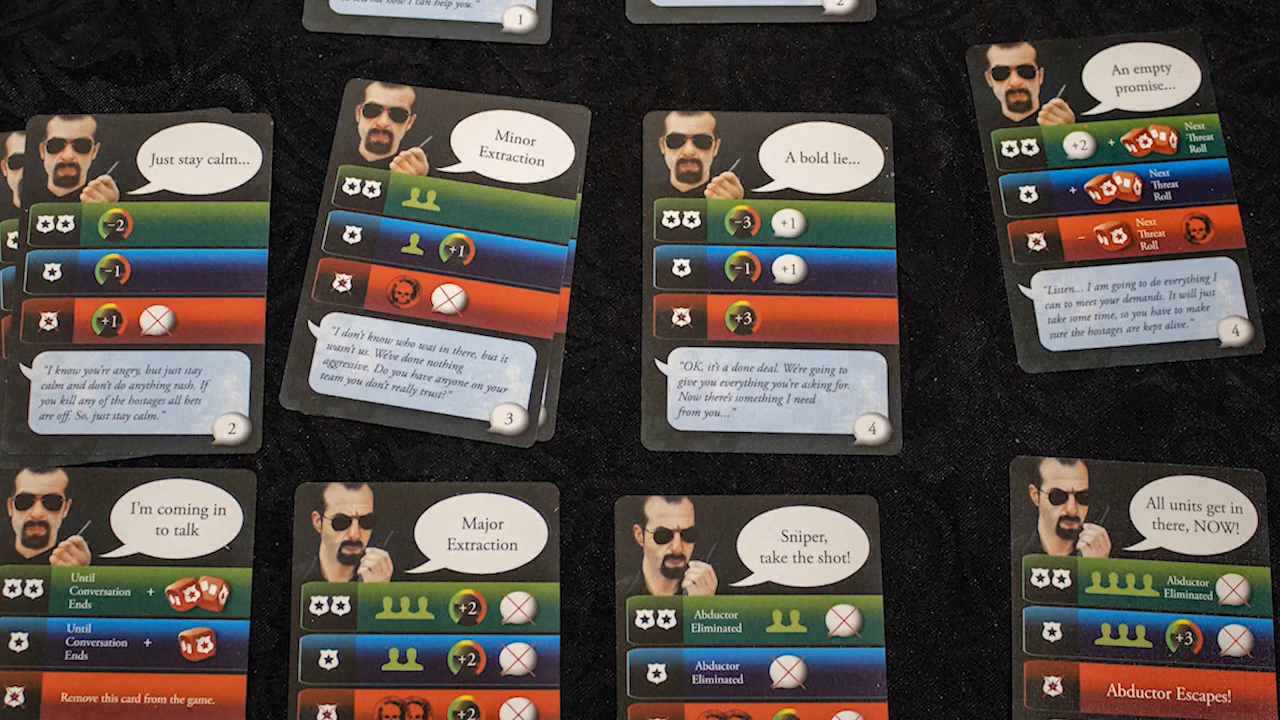 how I can help you."
1
2
Just stay calm...
−2
−1
+1
"I know you're angry, but just stay
calm and don't do anything rash. If
you kill any of the hostages all bets
are off. So, just stay calm."
2
Minor
Extraction
+1
"I don't know who was in there, but it
wasn't us. We've done nothing
aggressive. Do you have anyone on your
team you don't really trust?"
3
A bold lie...
−3 +1
−1 +1
+3
"OK, it's a done deal. We're going to
give you everything you're asking for.
Now there's something I need
from you..."
4
An empty
promise...
+2 + Next
Threat
Roll
+ Next
Threat
Roll
− Next
Threat
Roll
"Listen... I am going to do everything I
can to meet your demands. It will just
take some time, so you have to make
sure the hostages are kept alive."
4
I'm coming in
to talk
Until
Conversation +
Ends
Until
Conversation +
Ends
Remove this card from the game.
Major
Extraction
+2
+2
+2
Sniper,
take the shot!
Abductor
Eliminated
Abductor
Eliminated
All units get in
there, NOW!
Abductor
Eliminated
+3
Abductor Escapes!